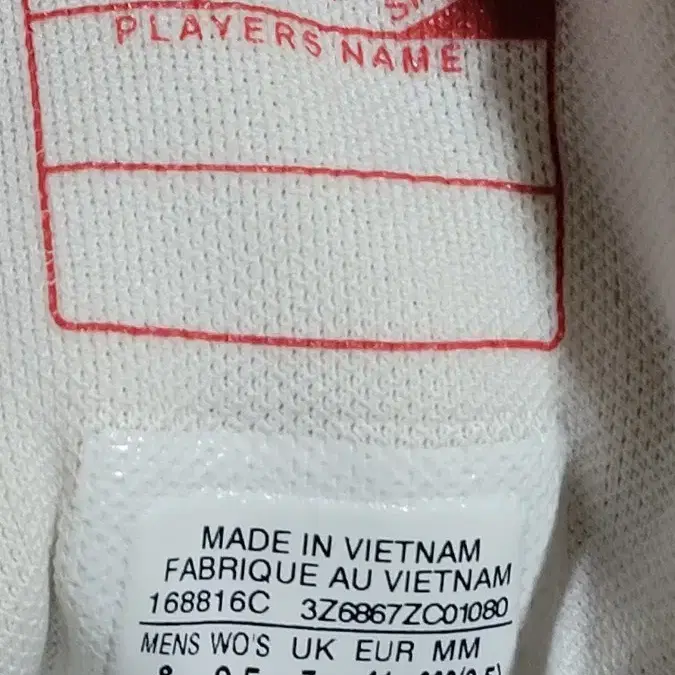 PLAYERS NAME
MADE IN VIETNAM
FABRIQUE AU VIETNAM
168816C 3Z6867ZC01080
MENS WO'S UK EUR MM